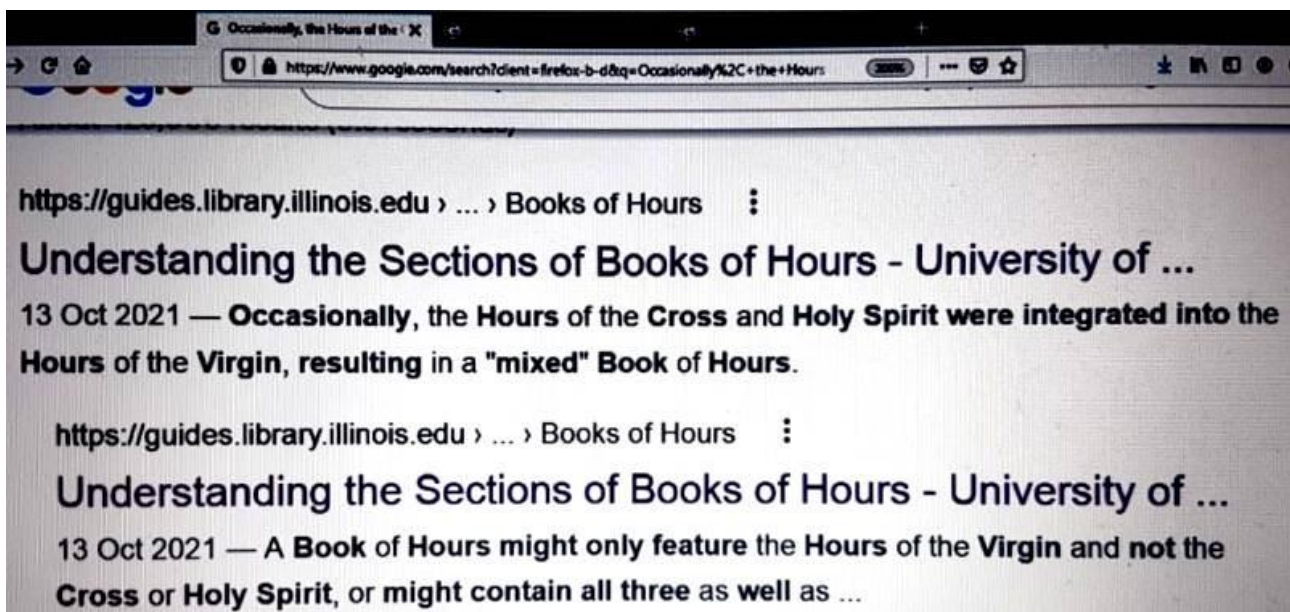 G Occasionally, the Hours of the
https://www.google.com/search?client=firefox-b-d&q=Occasionally%2C+the+Hours
https://guides.library.illinois.edu › ... › Books of Hours
Understanding the Sections of Books of Hours - University of ...
13 Oct 2021 — Occasionally, the Hours of the Cross and Holy Spirit were integrated into the
Hours of the Virgin, resulting in a "mixed" Book of Hours.
https://guides.library.illinois.edu › ... › Books of Hours
Understanding the Sections of Books of Hours - University of ...
13 Oct 2021 — A Book of Hours might only feature the Hours of the Virgin and not the
Cross or Holy Spirit, or might contain all three as well as ...